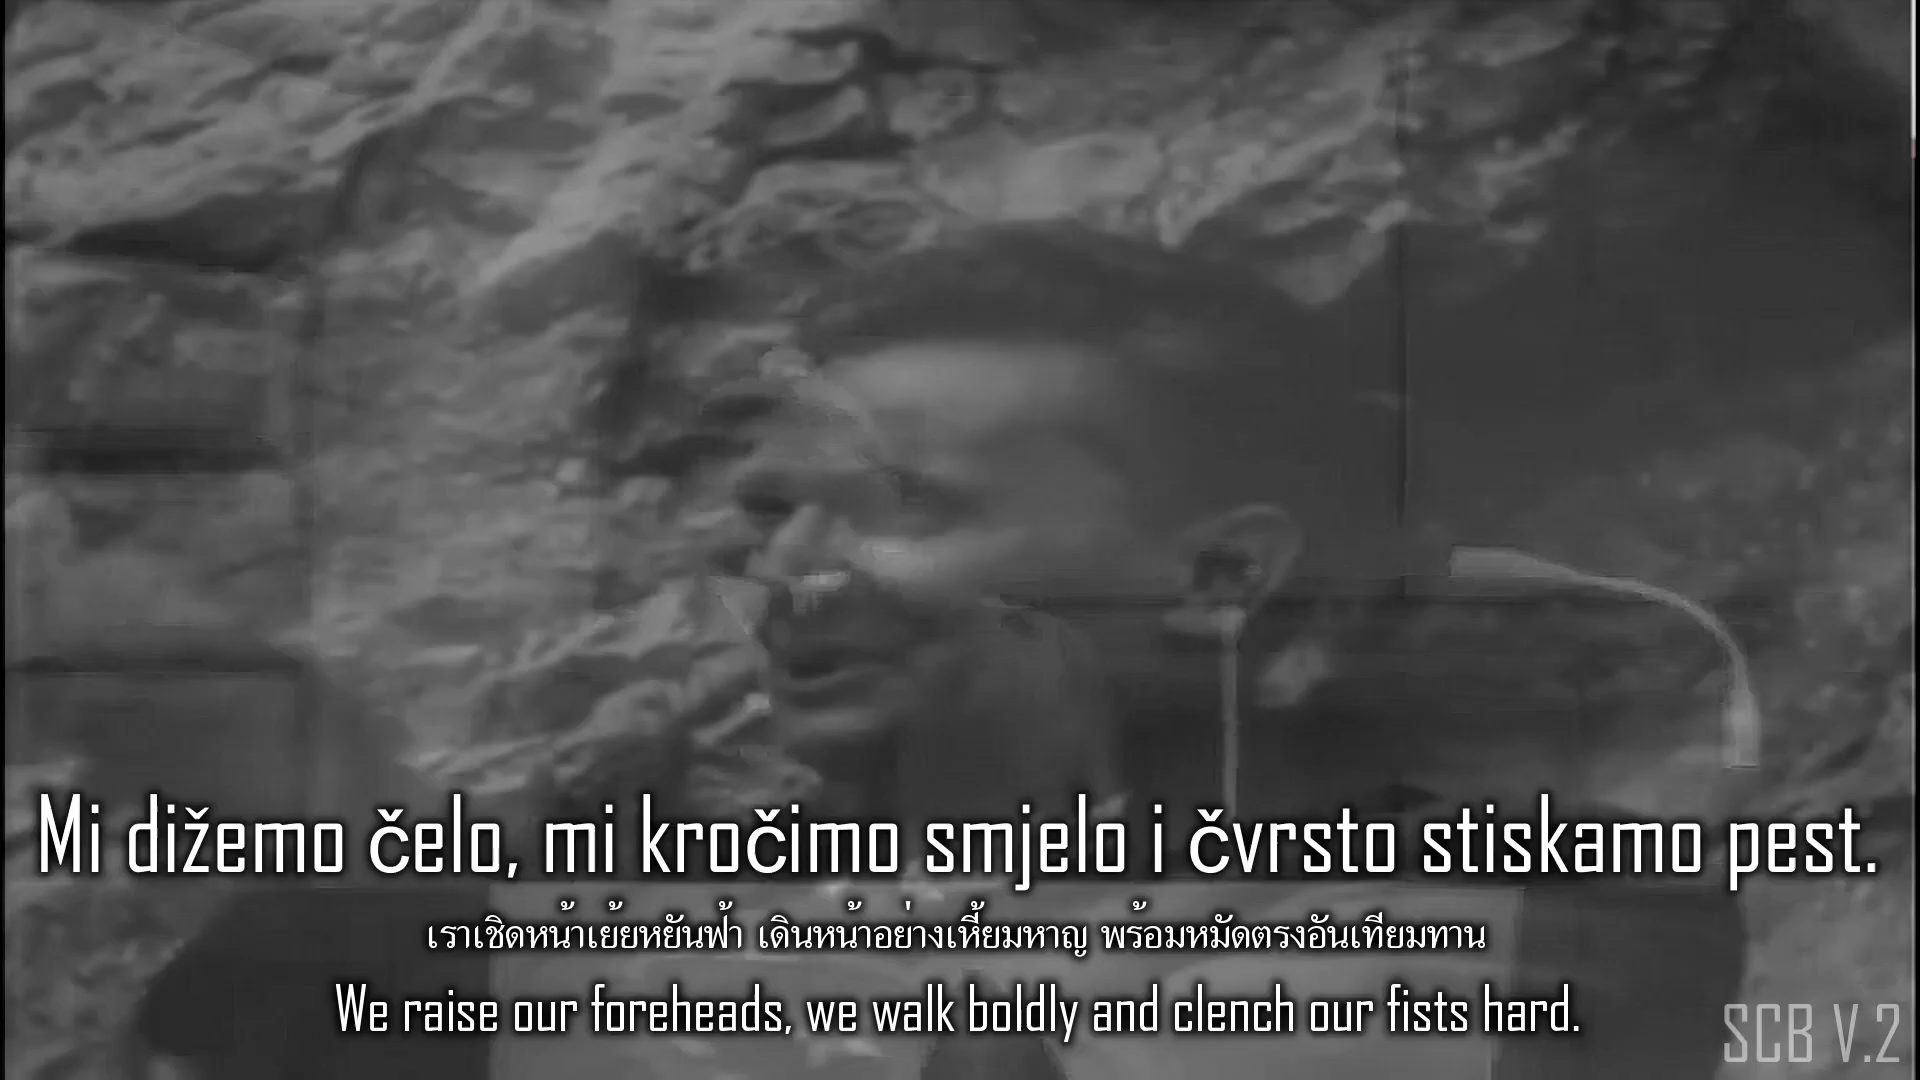 Mi dižemo čelo, mi kročimo smjelo i čvrsto stiskamo pest.
เราเชิดหน้าเย้ยหยันฟ้า เดินหน้าอย่างเหี้ยมหาญ พร้อมหมัดตรงอันเทียมทาน
We raise our foreheads, we walk boldly and clench our fists hard.
SCB V.2